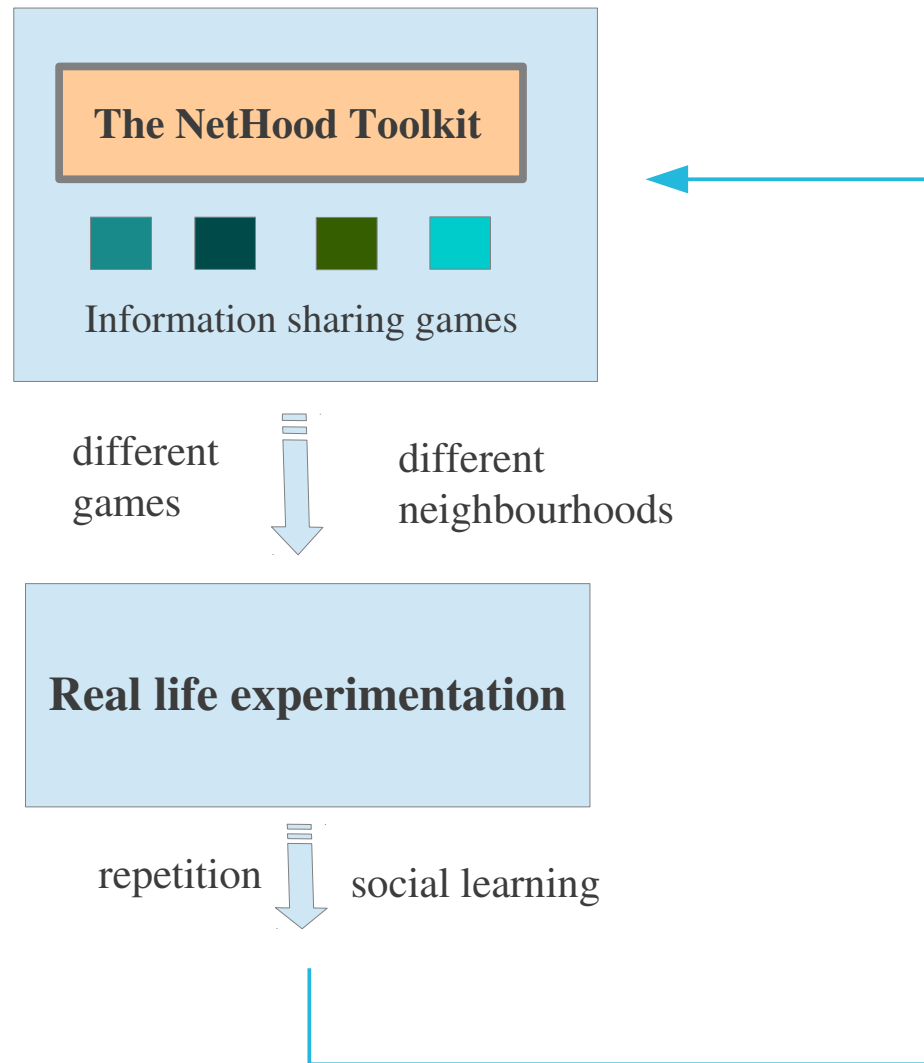 The NetHood Toolkit
Information sharing games
different
games
different
neighbourhoods
Real life experimentation
repetition
social learning